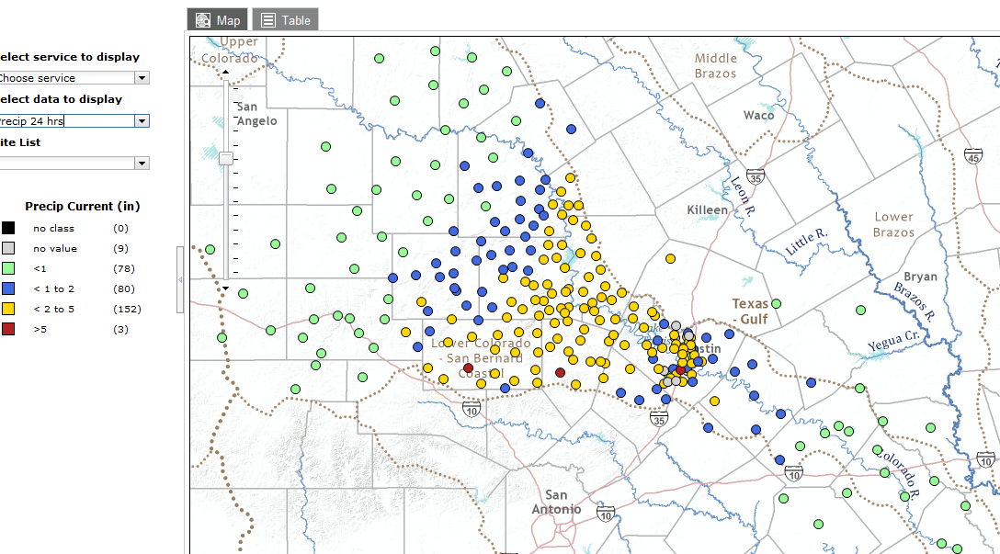 Map
Table
elect service to display
Choose service
elect data to display
Precip 24 hrs
ite List
Precip Current (in)
no class (0)
no value (9)
<1 (78)
< 1 to 2 (80)
< 2 to 5 (152)
>5 (3)
Upper
Colorado
San
Angelo
Middle
Brazos
Waco
45
35
Leon R.
Killeen
Little R.
Lower
Brazos
Bryan
Brazos R.
Texas
- Gulf
Yegua Cr.
Lake
stin
Lower Colorado
- San Bernard
Coastal
10
35
10
10
Colorado R.
San
Antonio
10